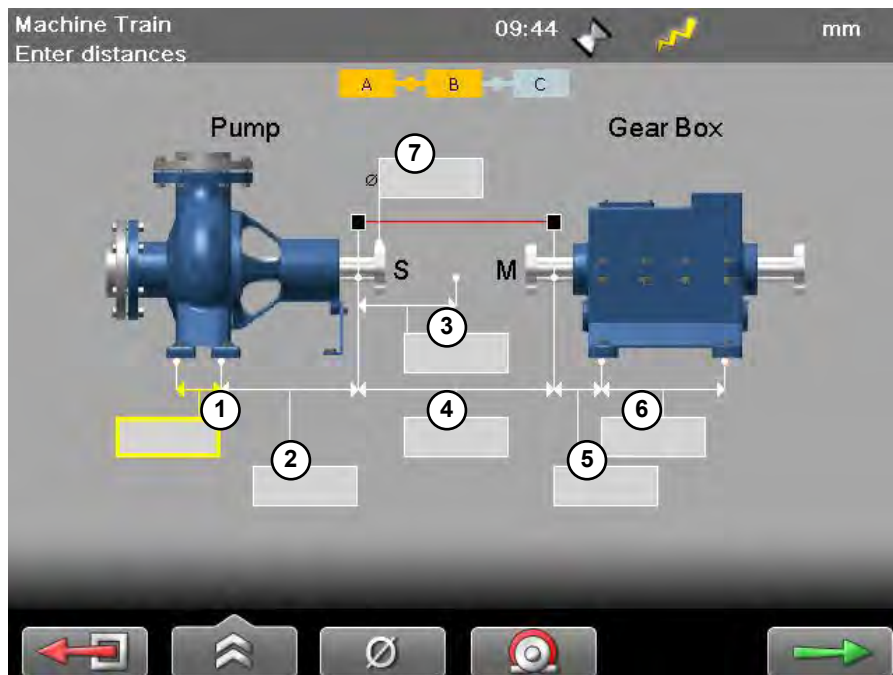 Machine Train
Enter distances
09:44
mm
A B C
Pump
Gear Box
7
Ø
S M
3
1
4
6
2
5
Ø